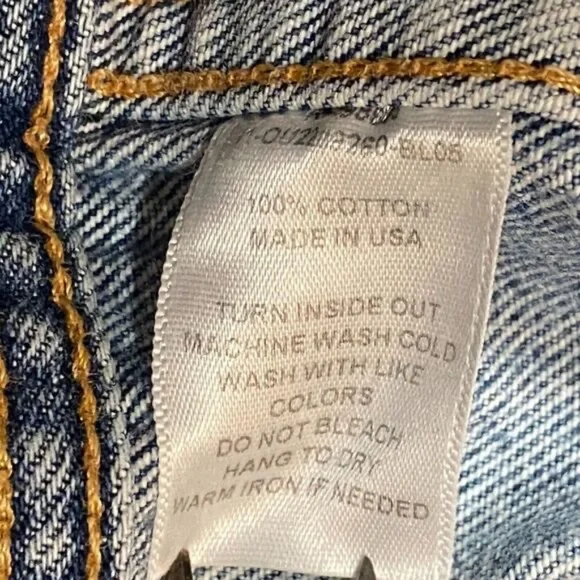 100% COTTON
MADE IN USA
TURN INSIDE OUT
MACHINE WASH COLD
WASH WITH LIKE
COLORS
DO NOT BLEACH
HANG TO DRY
WARM IRON IF NEEDED